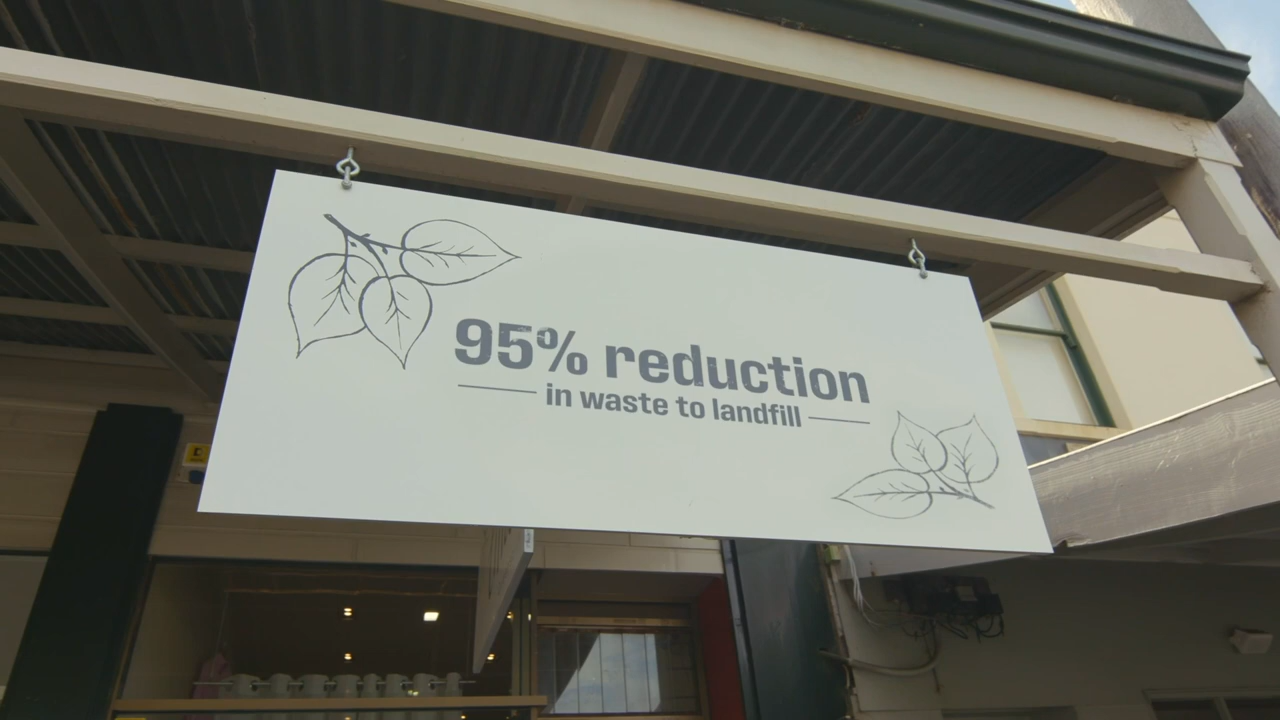 95% reduction
in waste to landfill